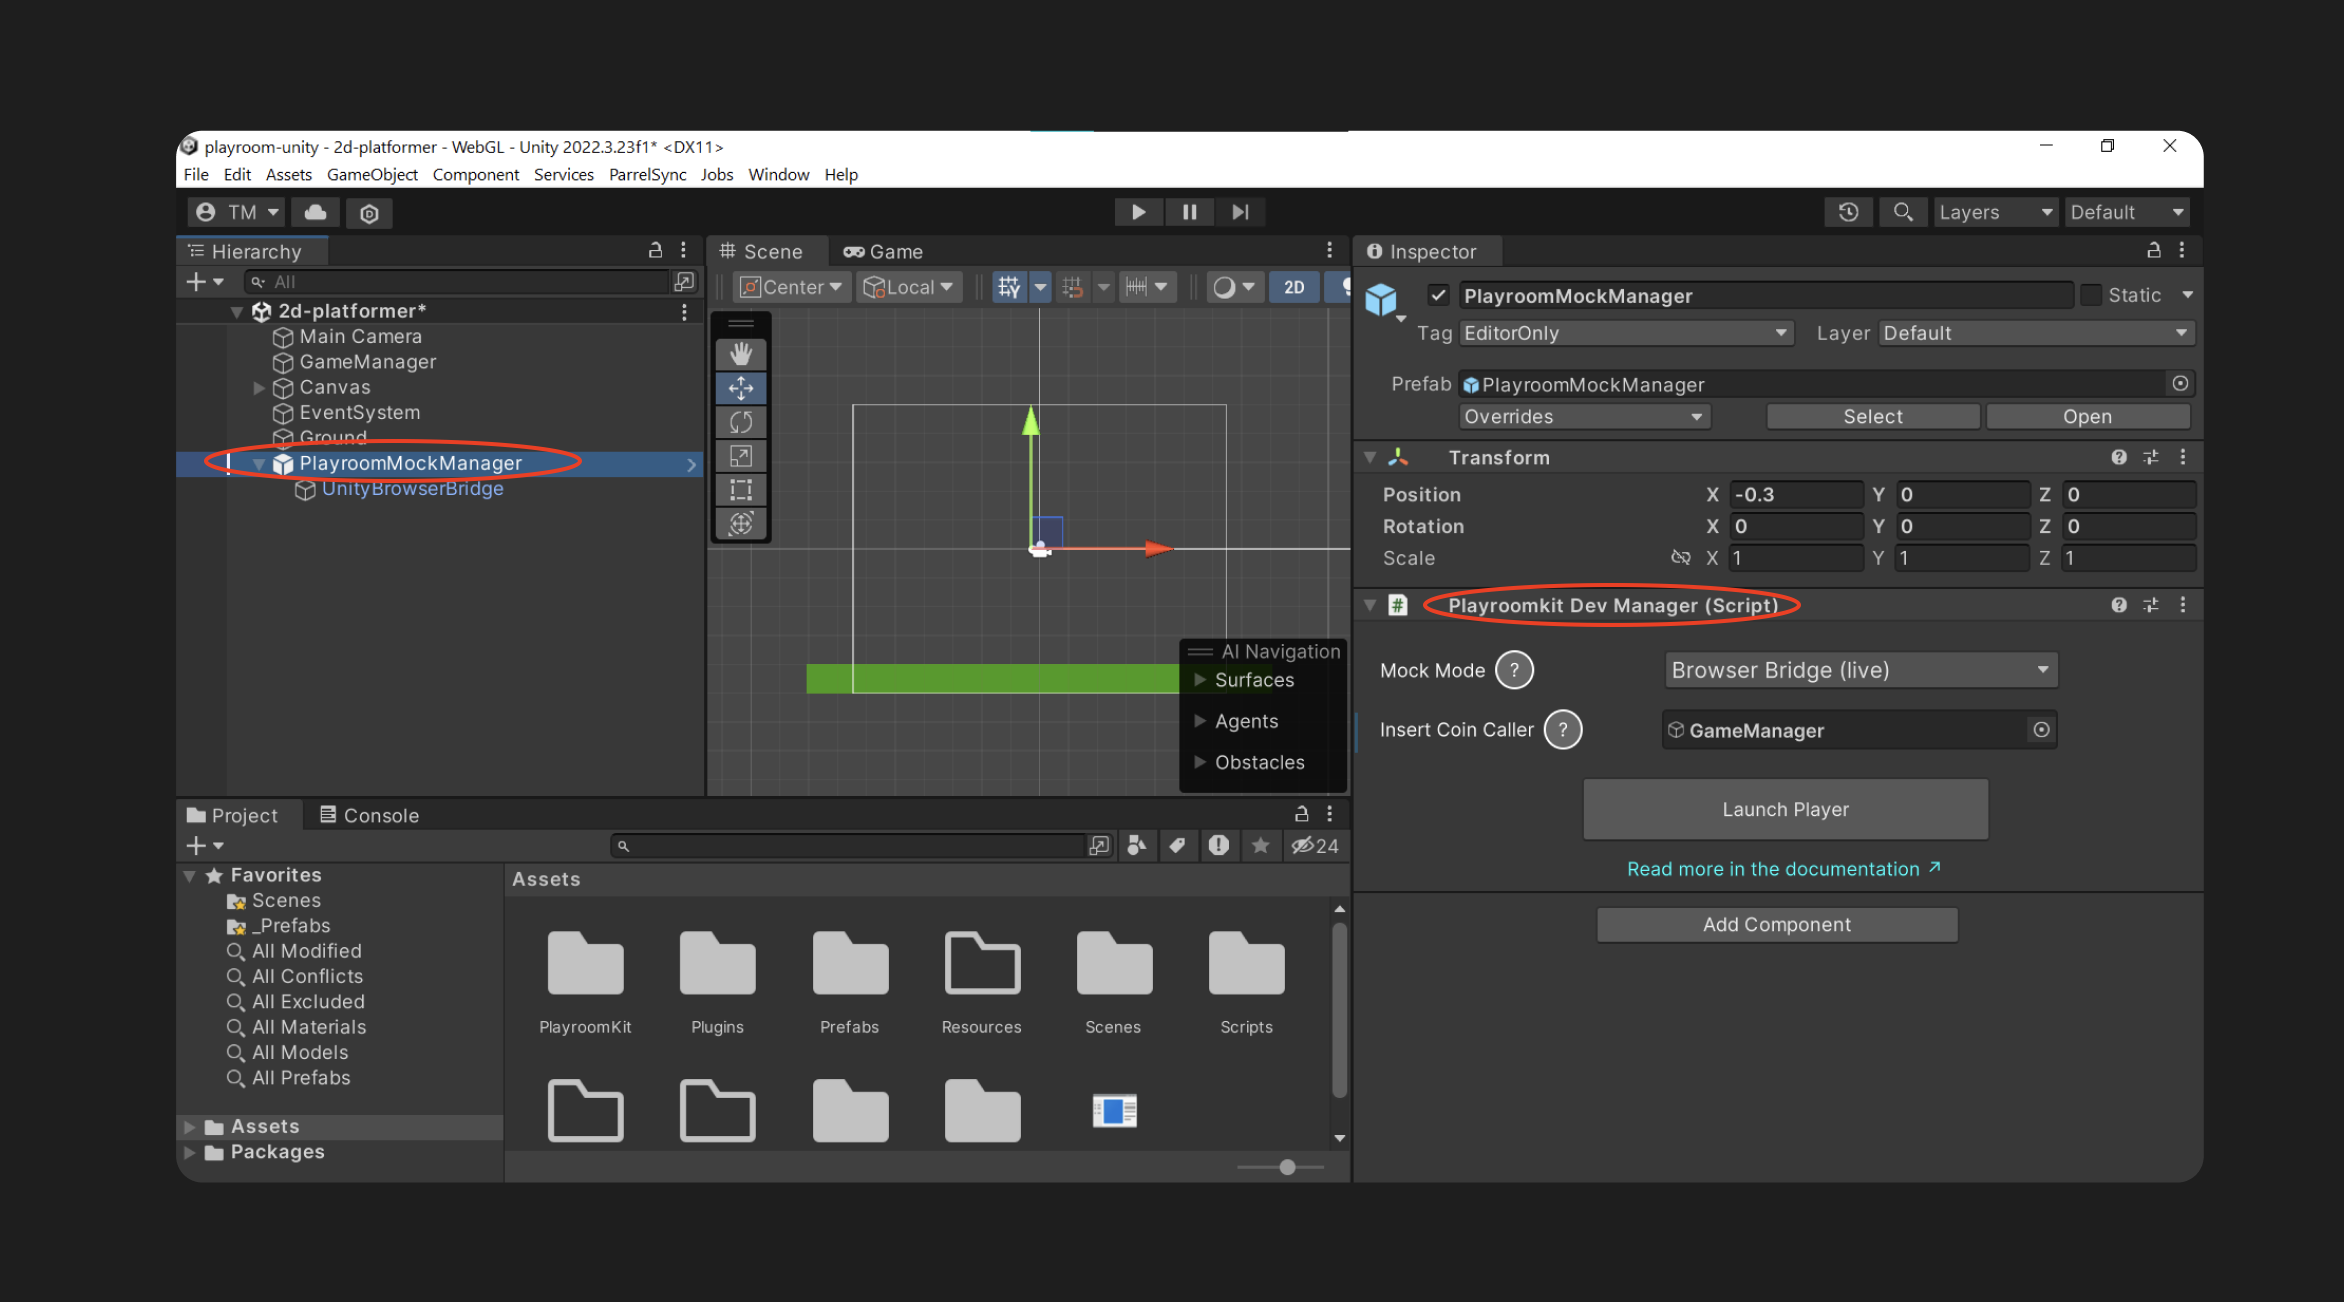 playroom-unity - 2d-platformer - WebGL - Unity 2022.3.23f1* <DX11>
File Edit Assets GameObject Component Services ParrelSync Jobs Window Help
TM
Layers
Default
Hierarchy
All
2d-platformer*
Main Camera
GameManager
Canvas
EventSystem
Ground
PlayroomMockManager
UnityBrowserBridge
Scene
Game
Center
Local
2D
AI Navigation
Surfaces
Agents
Obstacles
Inspector
PlayroomMockManager
Static
Tag EditorOnly
Layer Default
Prefab PlayroomMockManager
Overrides
Select
Open
Transform
Position X -0.3 Y 0 Z 0
Rotation X 0 Y 0 Z 0
Scale X 1 Y 1 Z 1
# Playroomkit Dev Manager (Script)
Mock Mode ? Browser Bridge (live)
Insert Coin Caller ? GameManager
Launch Player
Read more in the documentation ↗
Add Component
Project
Console
24
Favorites
Scenes
_Prefabs
All Modified
All Conflicts
All Excluded
All Materials
All Models
All Prefabs
Assets
Packages
Assets
PlayroomKit
Plugins
Prefabs
Resources
Scenes
Scripts